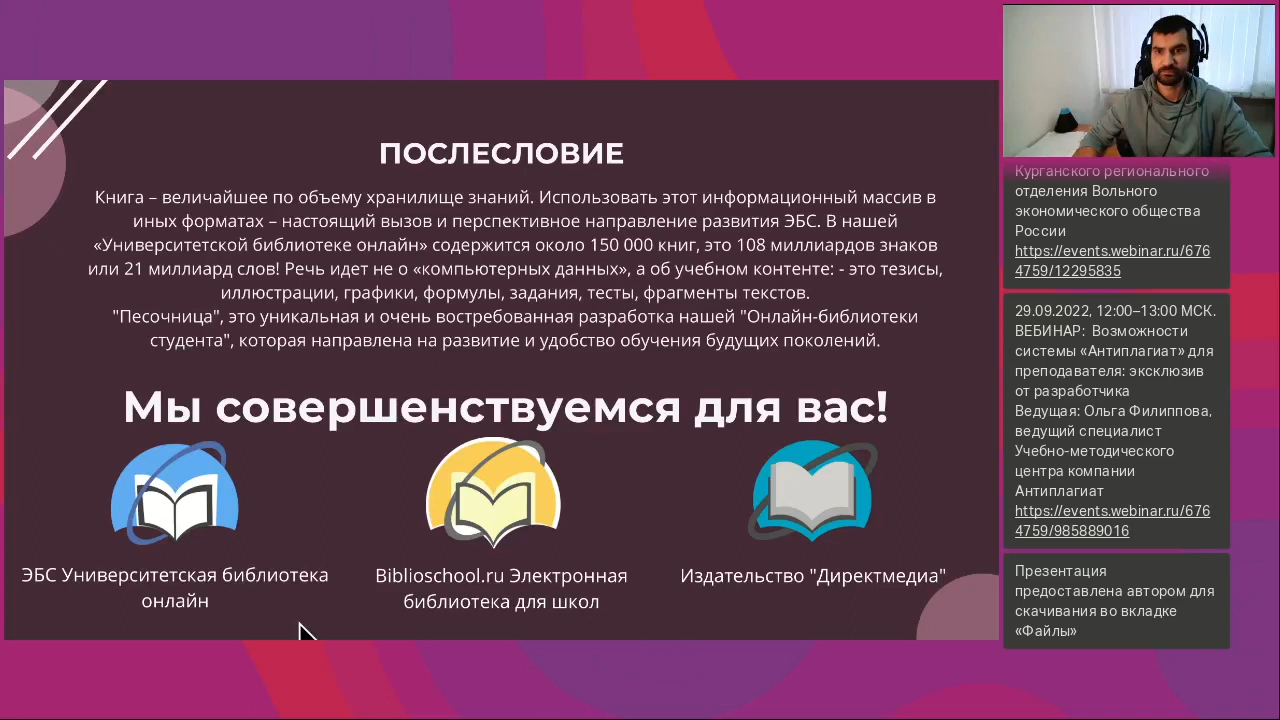 ПОСЛЕСЛОВИЕ
Книга – величайшее по объему хранилище знаний. Использовать этот информационный массив в
иных форматах – настоящий вызов и перспективное направление развития ЭБС. В нашей
«Университетской библиотеке онлайн» содержится около 150 000 книг, это 108 миллиардов знаков
или 21 миллиард слов! Речь идет не о «компьютерных данных», а об учебном контенте: - это тезисы,
иллюстрации, графики, формулы, задания, тесты, фрагменты текстов.
"Песочница", это уникальная и очень востребованная разработка нашей "Онлайн-библиотеки
студента", которая направлена на развитие и удобство обучения будущих поколений.
Мы совершенствуемся для вас!
ЭБС Университетская библиотека
онлайн
Biblioschool.ru Электронная
библиотека для школ
Издательство "Директмедиа"
Курганского регионального
отделения Вольного
экономического общества
России
https://events.webinar.ru/676
4759/12295835
29.09.2022, 12:00–13:00 МСК.
ВЕБИНАР: Возможности
системы «Антиплагиат» для
преподавателя: эксклюзив
от разработчика
Ведущая: Ольга Филиппова,
ведущий специалист
Учебно-методического
центра компании
Антиплагиат
https://events.webinar.ru/676
4759/985889016
Презентация
предоставлена автором для
скачивания во вкладке
«Файлы»